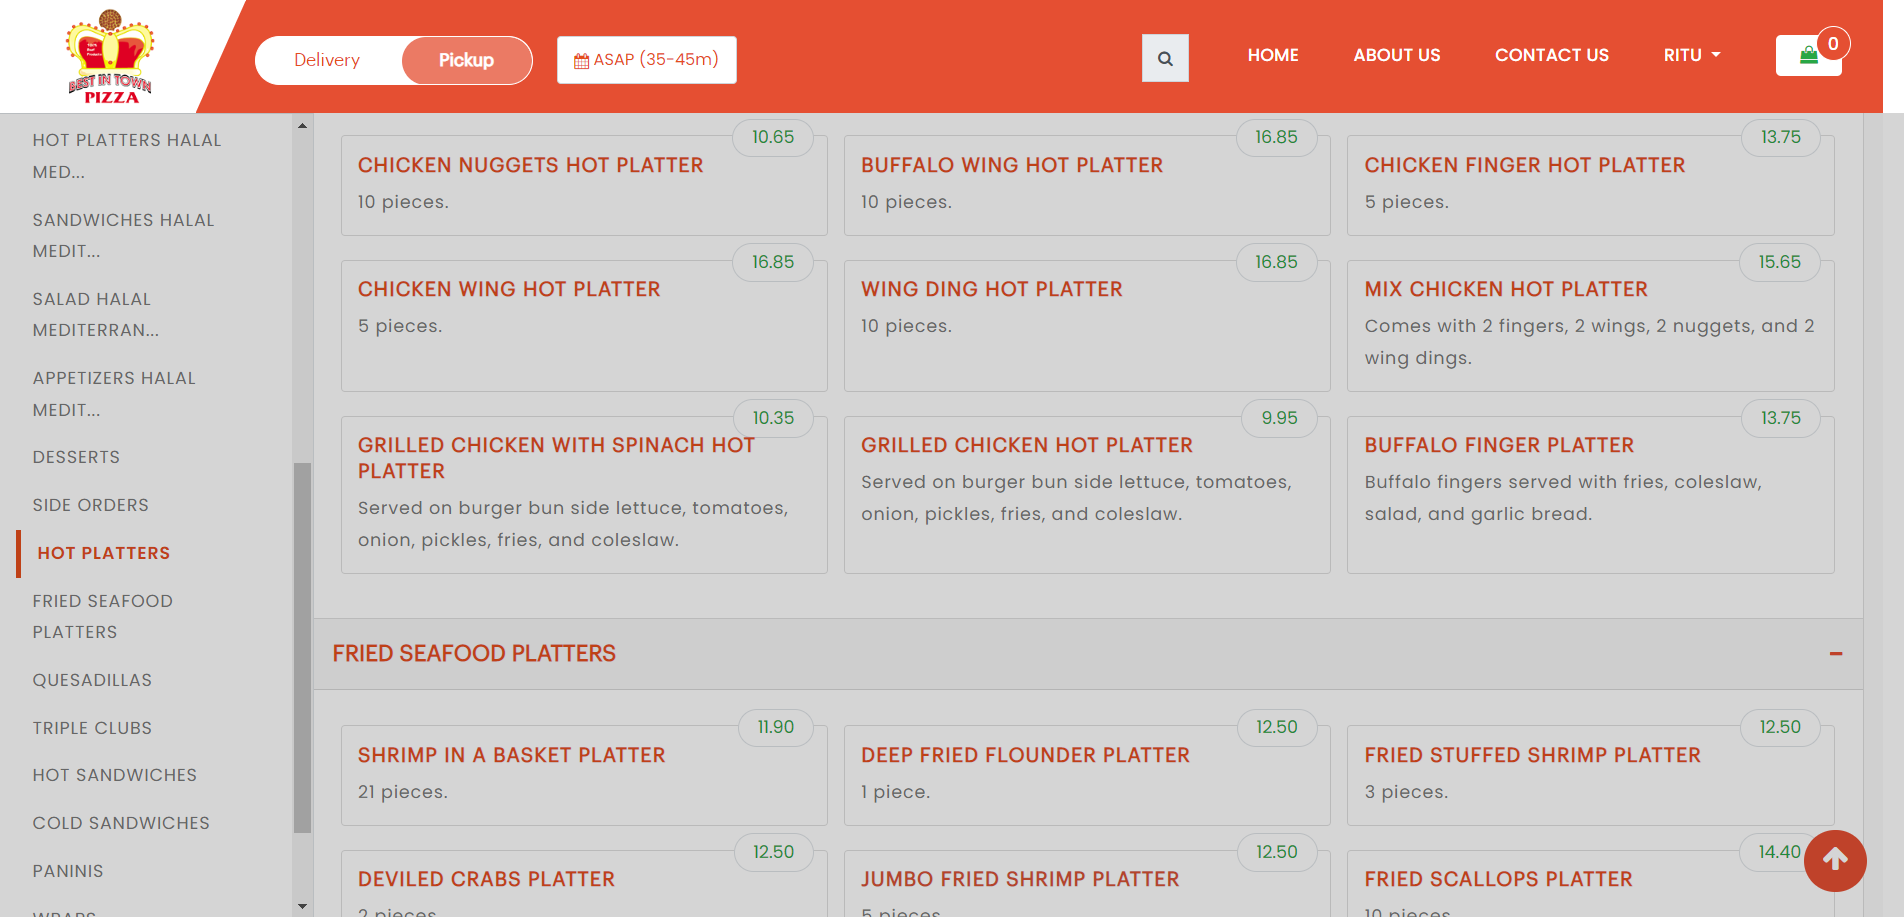 BEST IN TOWN
PIZZA
Delivery
Pickup
ASAP (35-45m)
HOME
ABOUT US
CONTACT US
RITU
0
HOT PLATTERS HALAL
MED...
SANDWICHES HALAL
MEDIT...
SALAD HALAL
MEDITERRAN...
APPETIZERS HALAL
MEDIT...
DESSERTS
SIDE ORDERS
HOT PLATTERS
FRIED SEAFOOD
PLATTERS
QUESADILLAS
TRIPLE CLUBS
HOT SANDWICHES
COLD SANDWICHES
PANINIS
WRAPS
10.65
CHICKEN NUGGETS HOT PLATTER
10 pieces.
16.85
BUFFALO WING HOT PLATTER
10 pieces.
13.75
CHICKEN FINGER HOT PLATTER
5 pieces.
16.85
CHICKEN WING HOT PLATTER
5 pieces.
16.85
WING DING HOT PLATTER
10 pieces.
15.65
MIX CHICKEN HOT PLATTER
Comes with 2 fingers, 2 wings, 2 nuggets, and 2
wing dings.
10.35
GRILLED CHICKEN WITH SPINACH HOT
PLATTER
Served on burger bun side lettuce, tomatoes,
onion, pickles, fries, and coleslaw.
9.95
GRILLED CHICKEN HOT PLATTER
Served on burger bun side lettuce, tomatoes,
onion, pickles, fries, and coleslaw.
13.75
BUFFALO FINGER PLATTER
Buffalo fingers served with fries, coleslaw,
salad, and garlic bread.
FRIED SEAFOOD PLATTERS
11.90
SHRIMP IN A BASKET PLATTER
21 pieces.
12.50
DEEP FRIED FLOUNDER PLATTER
1 piece.
12.50
FRIED STUFFED SHRIMP PLATTER
3 pieces.
12.50
DEVILED CRABS PLATTER
2 pieces
12.50
JUMBO FRIED SHRIMP PLATTER
5 pieces
14.40
FRIED SCALLOPS PLATTER
10 pieces